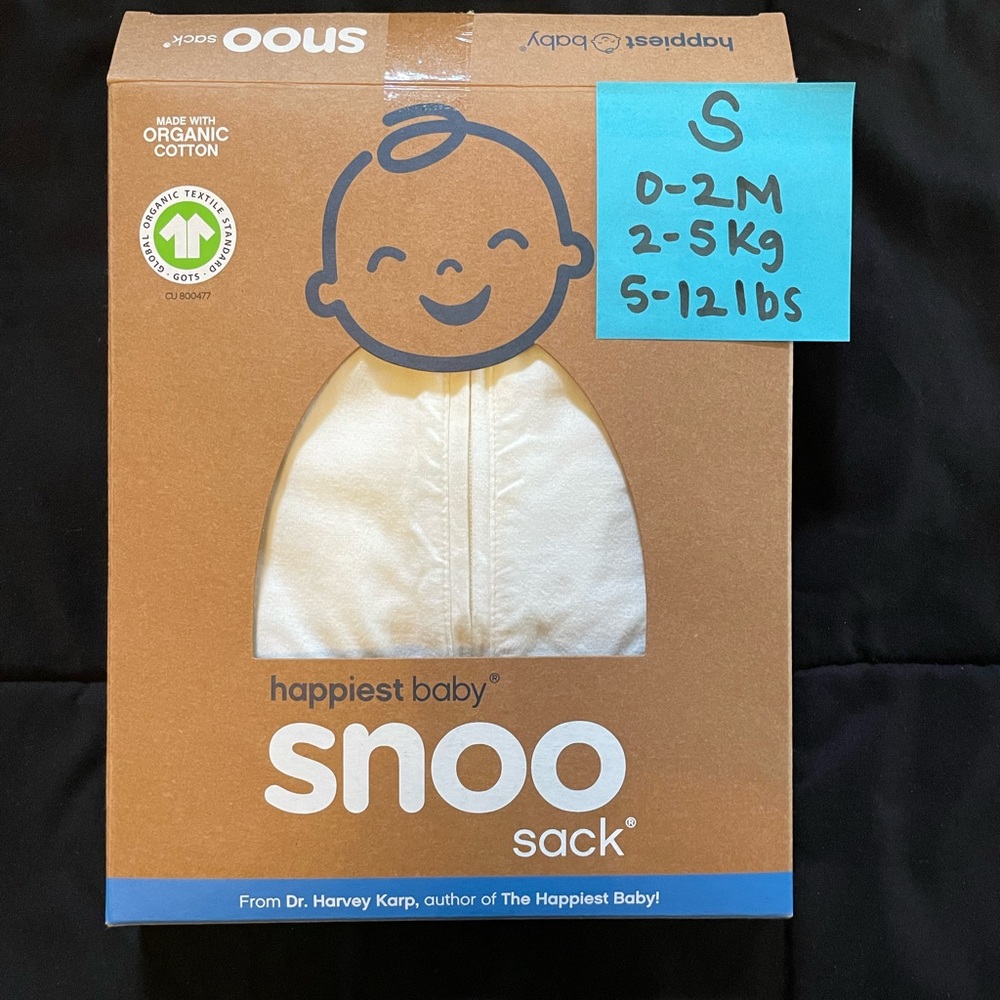 snoo sack®
happiest baby®
MADE WITH
ORGANIC
COTTON
GLOBAL ORGANIC TEXTILE STANDARD
· GOTS ·
CU 800477
S
0-2M
2-5Kg
5-12lbs
happiest baby®
snoo
sack®
From Dr. Harvey Karp, author of The Happiest Baby!